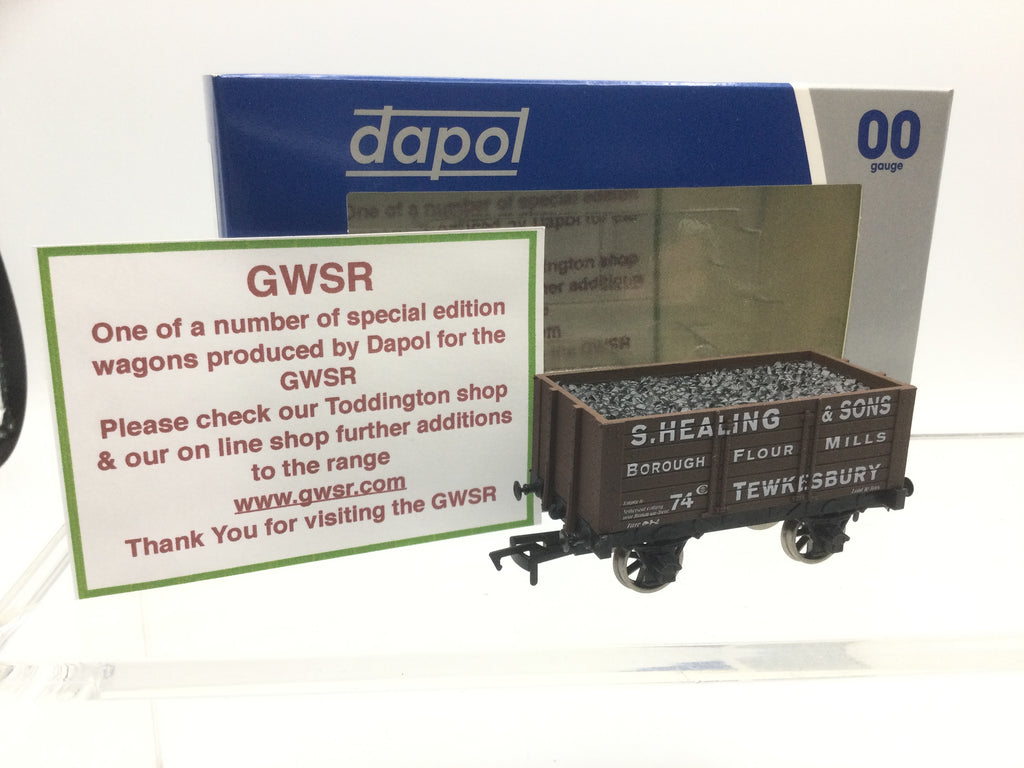 dapol
00
gauge
GWSR
One of a number of special edition
wagons produced by Dapol for the
GWSR
Please check our Toddington shop
& our on line shop further additions
to the range
www.gwsr.com
Thank You for visiting the GWSR
S.HEALING & SONS
BOROUGH FLOUR MILLS
74 TEWKESBURY